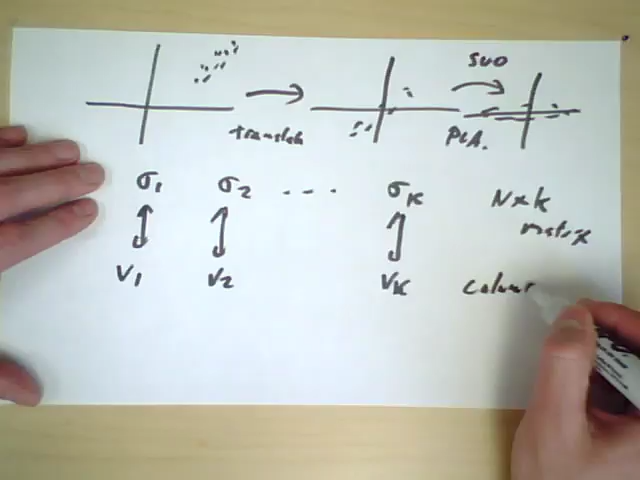 SVD
translate PCA.
σ1 σ2 ... σK N×k
matrix
V1 V2 VK colum